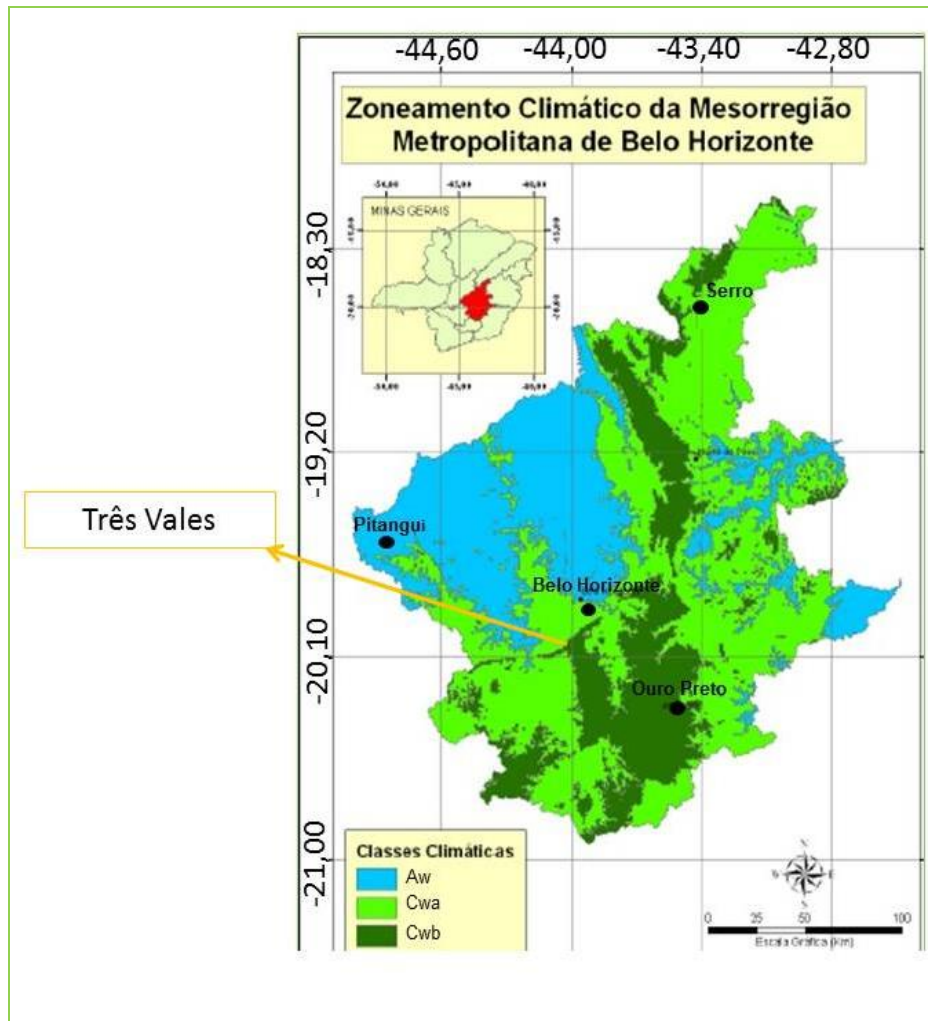 -44,60 -44,00 -43,40 -42,80
Zoneamento Climático da Mesorregião
Metropolitana de Belo Horizonte
MINAS GERAIS
-18,30
Serro
-19,20
Três Vales
Pitangui
Belo Horizonte
-20,10
Ouro Preto
-21,00
Classes Climáticas
Aw
Cwa
Cwb
0 25 50 100
Escala Gráfica (Km)